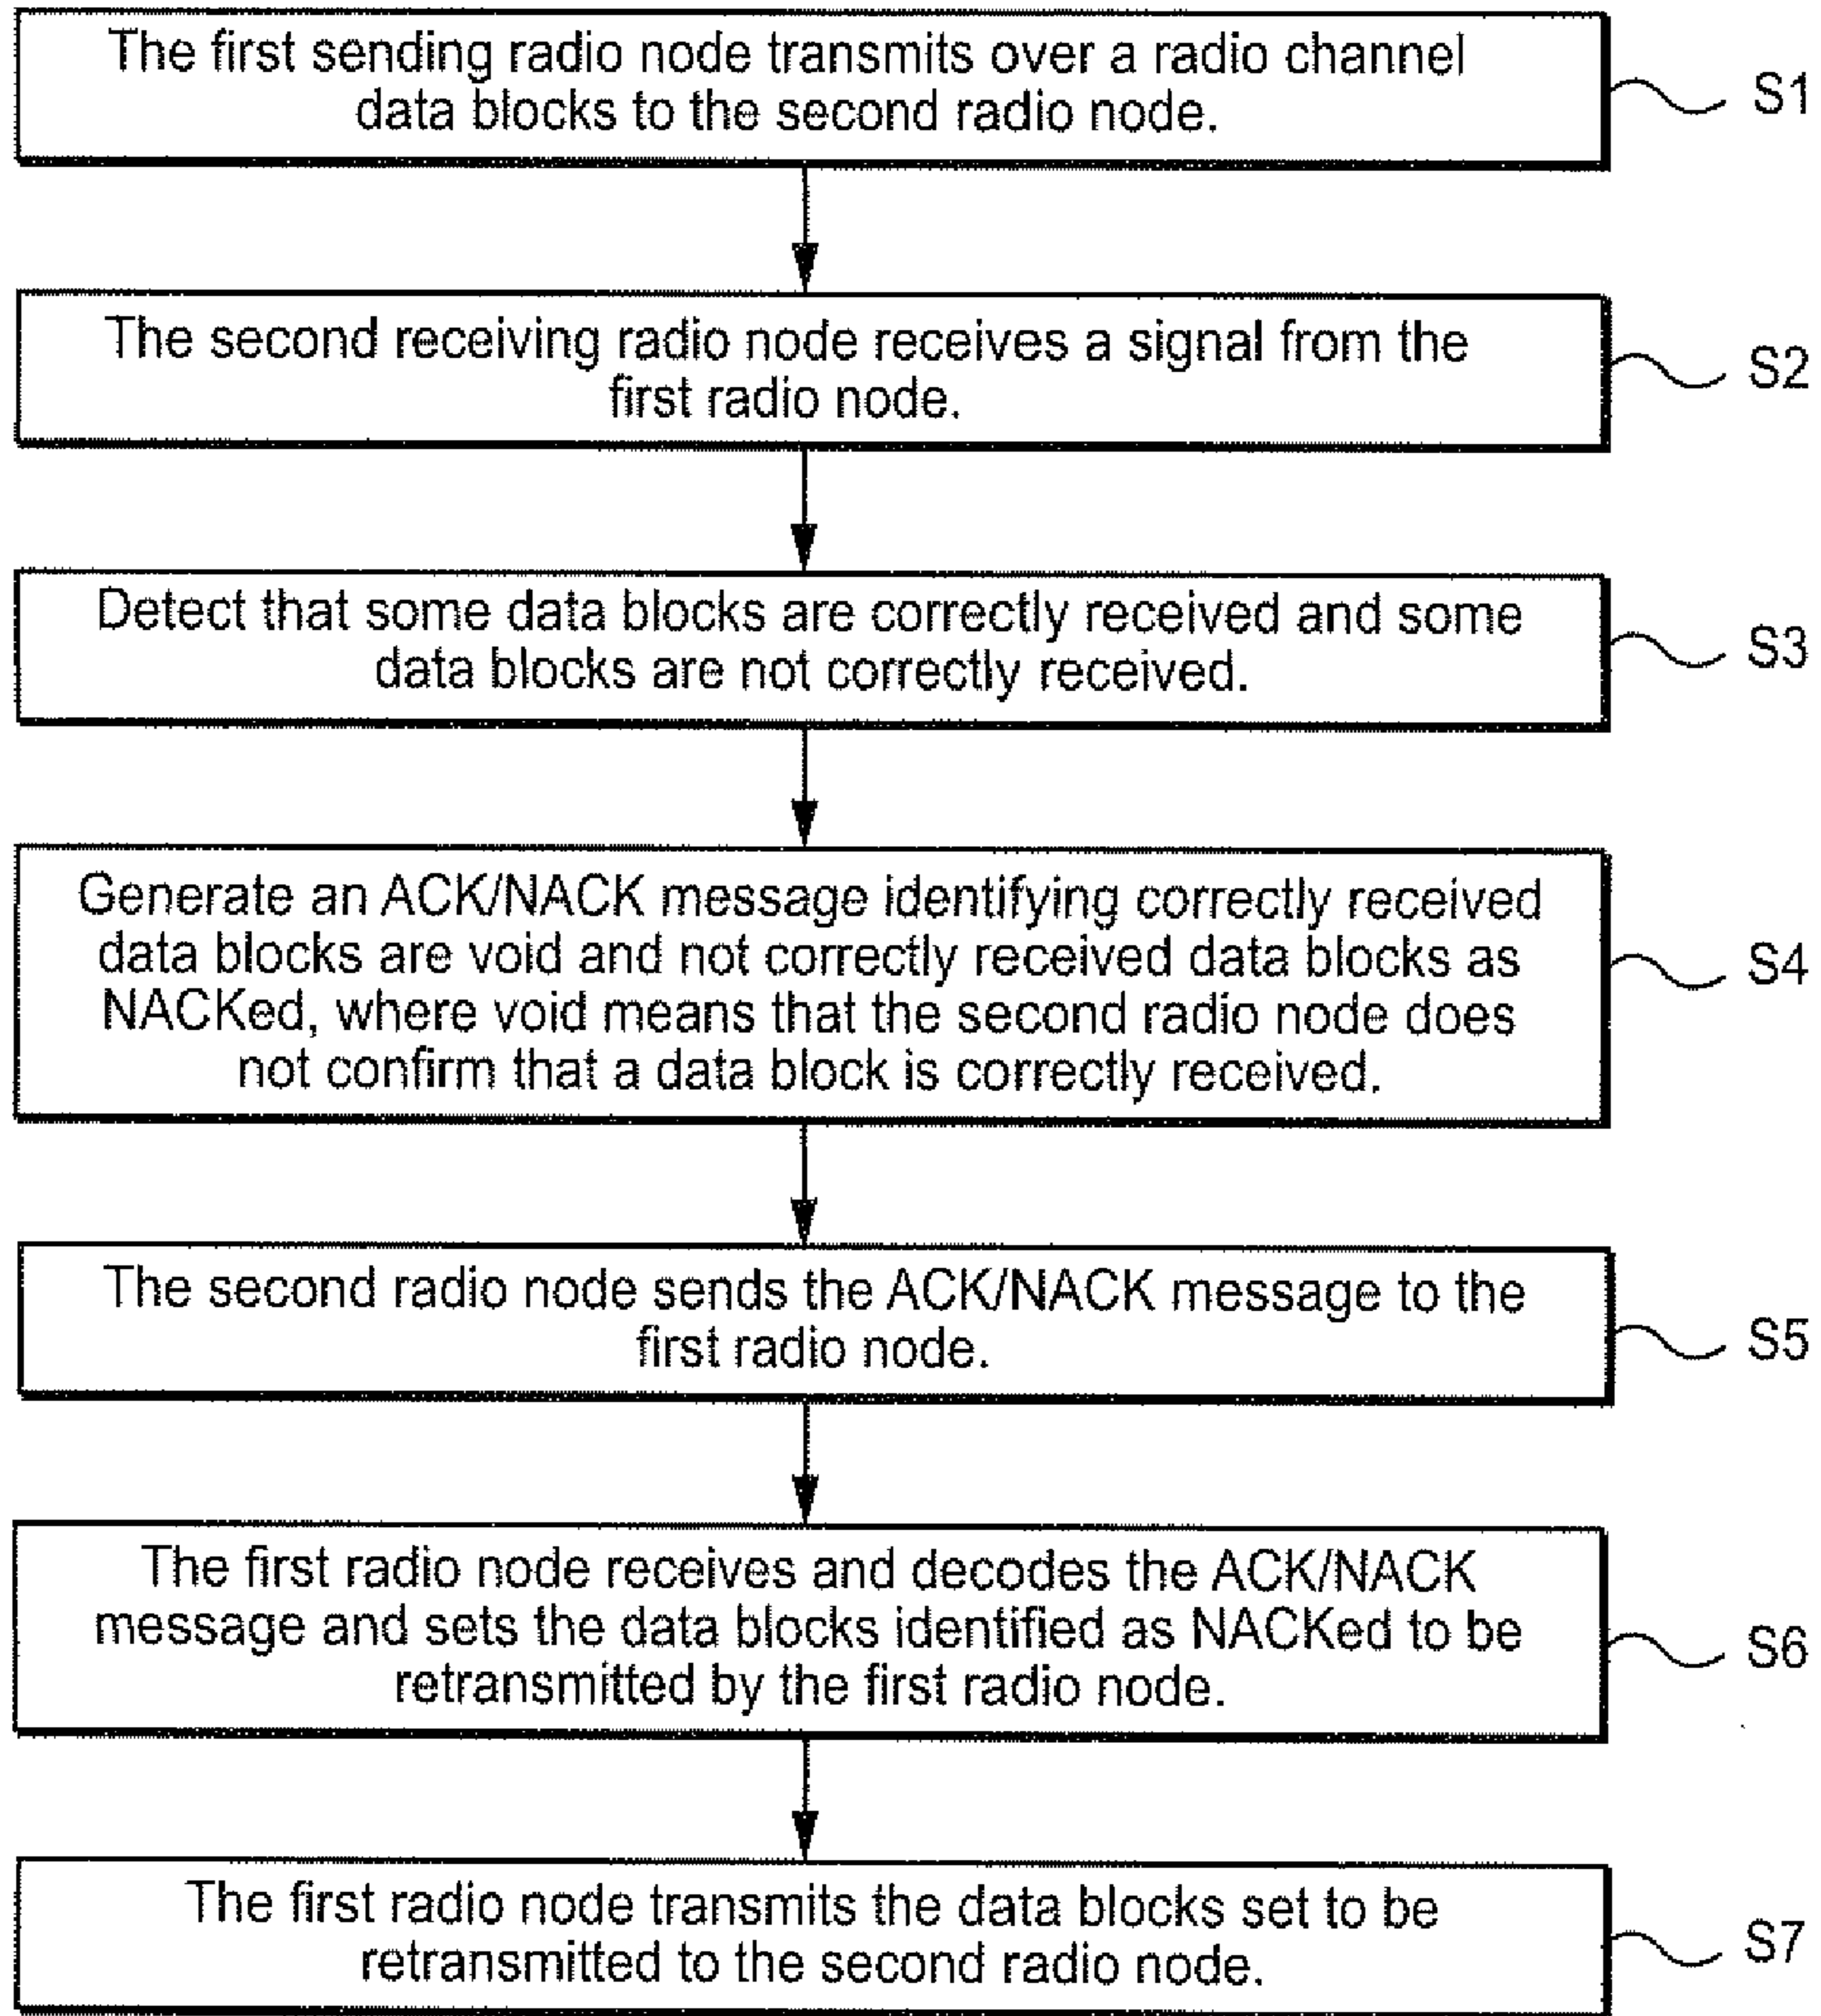 The first sending radio node transmits over a radio channel
data blocks to the second radio node.
S1
The second receiving radio node receives a signal from the
first radio node.
S2
Detect that some data blocks are correctly received and some
data blocks are not correctly received.
S3
Generate an ACK/NACK message identifying correctly received
data blocks are void and not correctly received data blocks as
NACKed, where void means that the second radio node does
not confirm that a data block is correctly received.
S4
The second radio node sends the ACK/NACK message to the
first radio node.
S5
The first radio node receives and decodes the ACK/NACK
message and sets the data blocks identified as NACKed to be
retransmitted by the first radio node.
S6
The first radio node transmits the data blocks set to be
retransmitted to the second radio node.
S7